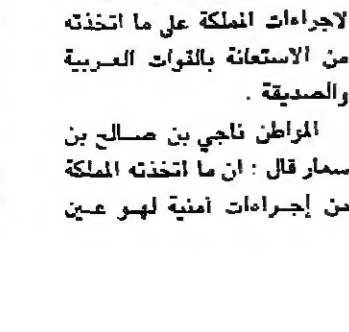 لاجراءات المملكة على ما اتخذته
من الاستعانة بالقوات العربية
والصديقة .
المواطن ناجي بن صالح بن
سمار قال : ان ما اتخذته المملكة
من إجراءات أمنية لهو عين